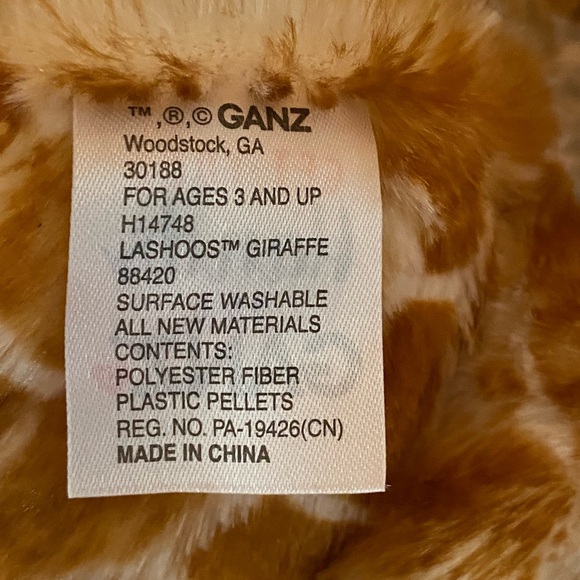 ™,®,© GANZ
Woodstock, GA
30188
FOR AGES 3 AND UP
H14748
LASHOOS™ GIRAFFE
88420
SURFACE WASHABLE
ALL NEW MATERIALS
CONTENTS:
POLYESTER FIBER
PLASTIC PELLETS
REG. NO. PA-19426(CN)
MADE IN CHINA